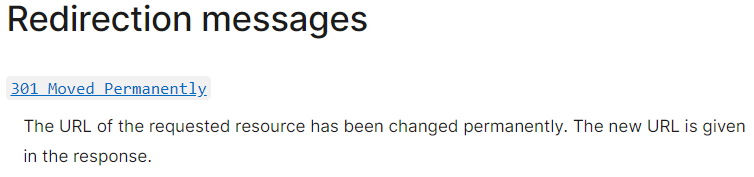 Redirection messages
301 Moved Permanently
The URL of the requested resource has been changed permanently. The new URL is given
in the response.